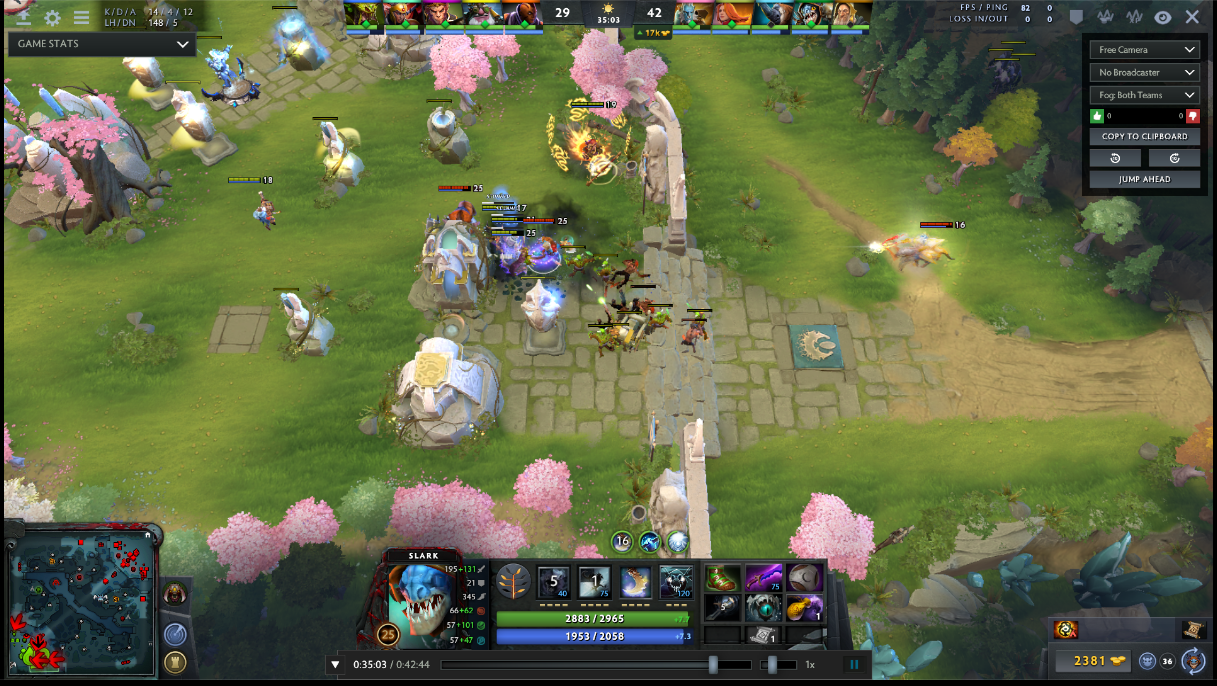 K / D / A 14 / 4 / 12
LH / DN 148 / 5
GAME STATS
29
35:03
42
17k
FPS / PING 82 0
LOSS IN/OUT 0 0
Free Camera
No Broadcaster
Fog: Both Teams
0 0
COPY TO CLIPBOARD
JUMP AHEAD
19
18
25
17
25
25
16
16
SLARK
195+131
21
345
66+62
57+101
57+47
25
5
40
1
75
120
75
1
1
2883 / 2965
1953 / 2058 +7.3
0:35:03 / 0:42:44
1x
2381
36